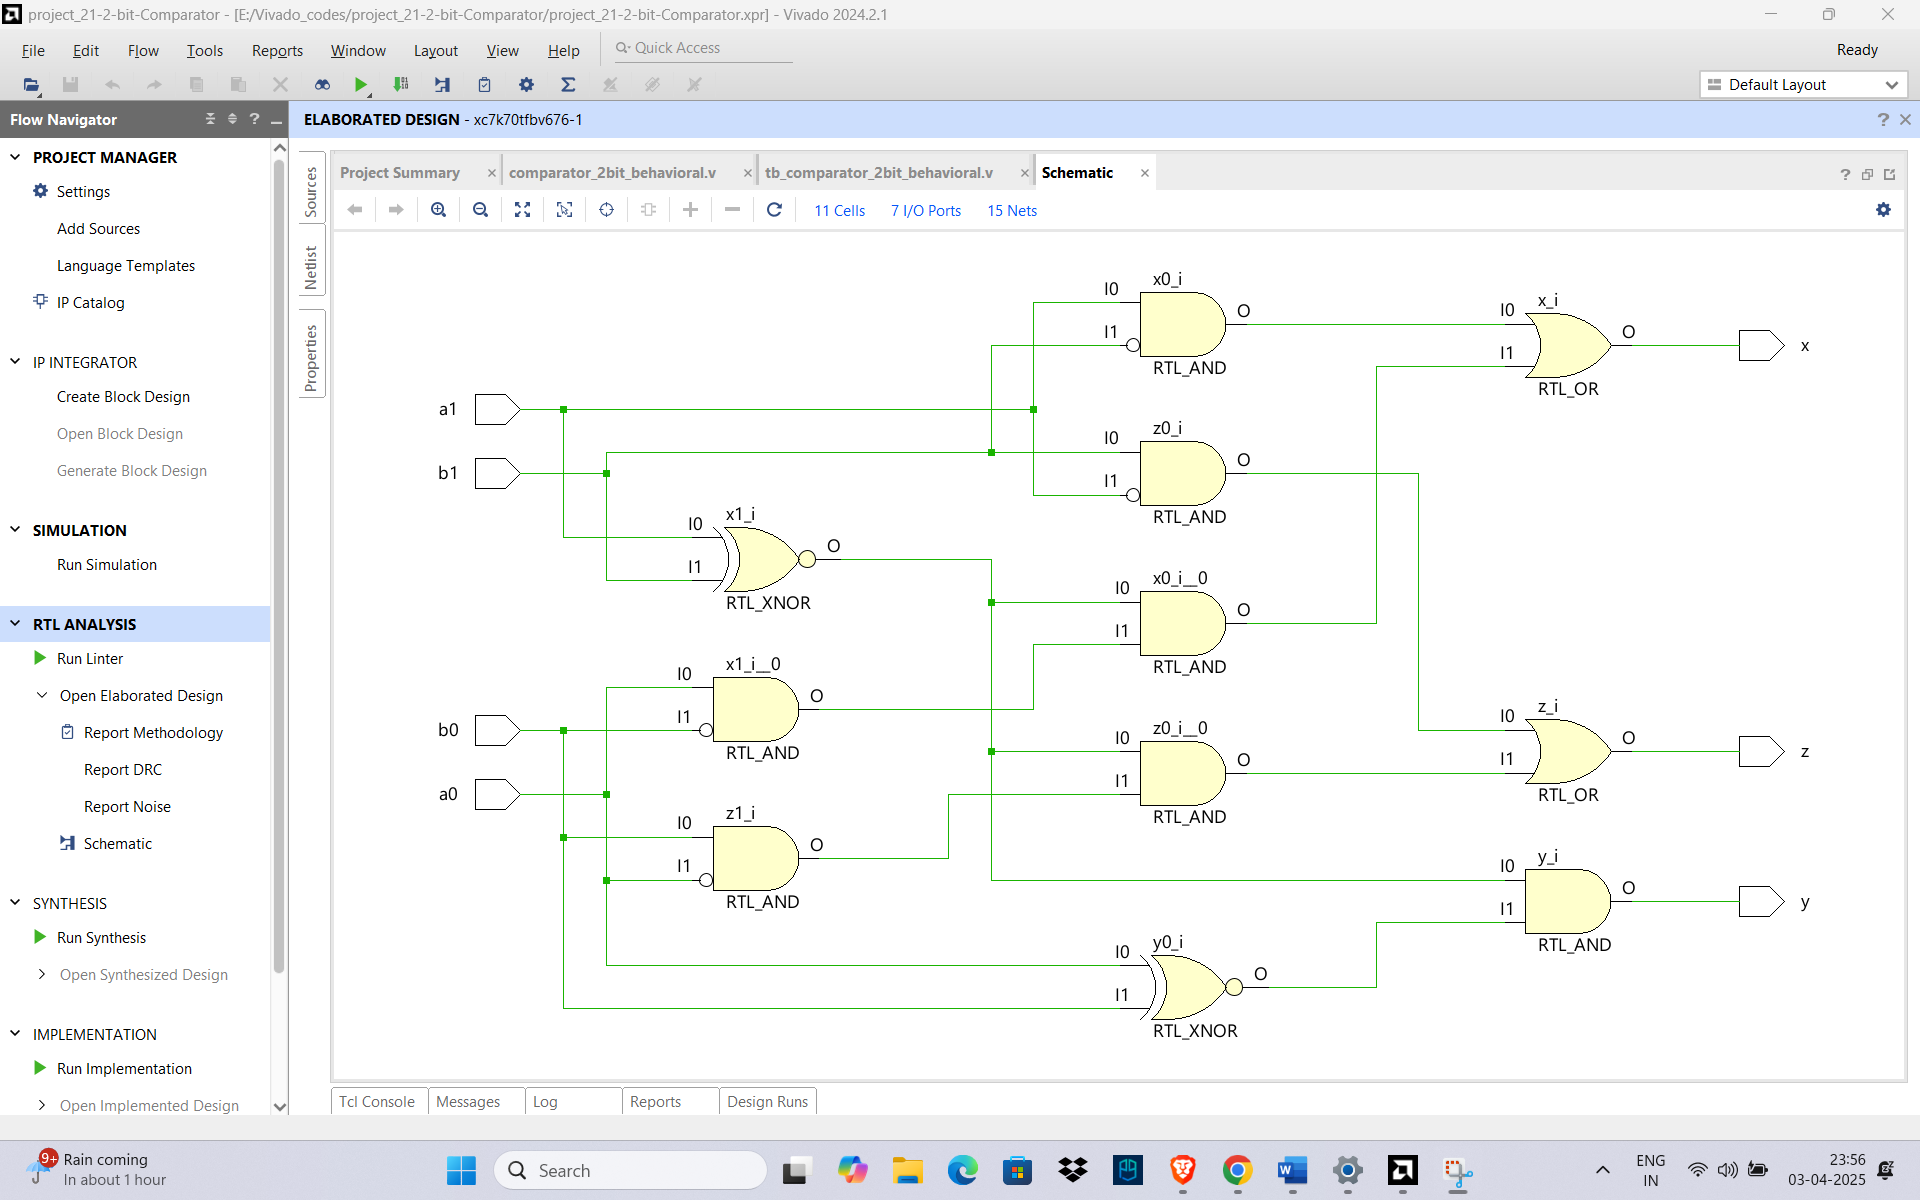 project_21-2-bit-Comparator - [E:/Vivado_codes/project_21-2-bit-Comparator/project_21-2-bit-Comparator.xpr] - Vivado 2024.2.1
File Edit Flow Tools Reports Window Layout View Help Quick Access Ready
Default Layout
Flow Navigator
ELABORATED DESIGN - xc7k70tfbv676-1
PROJECT MANAGER
Settings
Add Sources
Language Templates
IP Catalog
IP INTEGRATOR
Create Block Design
Open Block Design
Generate Block Design
SIMULATION
Run Simulation
RTL ANALYSIS
Run Linter
Open Elaborated Design
Report Methodology
Report DRC
Report Noise
Schematic
SYNTHESIS
Run Synthesis
Open Synthesized Design
IMPLEMENTATION
Run Implementation
Open Implemented Design
Sources
Netlist
Properties
Project Summary comparator_2bit_behavioral.v tb_comparator_2bit_behavioral.v Schematic
11 Cells 7 I/O Ports 15 Nets
x0_i
I0
I1
O
RTL_AND
x_i
I0
I1
O
RTL_OR
x
a1
b1
z0_i
I0
I1
O
RTL_AND
x1_i
I0
I1
O
RTL_XNOR
x0_i__0
I0
I1
O
RTL_AND
x1_i__0
I0
I1
O
RTL_AND
b0
a0
z0_i__0
I0
I1
O
RTL_AND
z_i
I0
I1
O
RTL_OR
z
z1_i
I0
I1
O
RTL_AND
y_i
I0
I1
O
RTL_AND
y
y0_i
I0
I1
O
RTL_XNOR
Tcl Console Messages Log Reports Design Runs
9+
Rain coming
In about 1 hour
Search
ENG
IN
23:56
03-04-2025